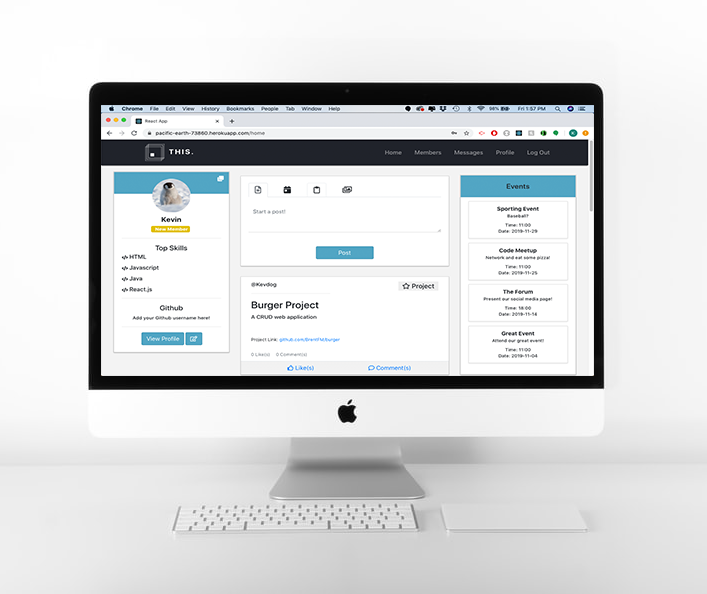 Chrome File Edit View History Bookmarks People Tab Window Help 98% Fri 1:57 PM
React App
pacific-earth-73860.herokuapp.com/home
THIS. Home Members Messages Profile Log Out
Kevin
New Member
Top Skills
</> HTML
</> Javascript
</> Java
</> React.js
Github
Add your Github username here!
View Profile
Start a post!
Post
@Kevdog
Project
Burger Project
A CRUD web application
Project Link: github.com/BrentFM/burger
0 Like(s) 0 Comment(s)
Like(s) Comment(s)
Events
Sporting Event
Baseball?
Time: 11:00
Date: 2019-11-29
Code Meetup
Network and eat some pizza!
Time: 11:00
Date: 2019-11-25
The Forum
Present our social media page!
Time: 16:00
Date: 2019-11-14
Great Event
Attend our great event!
Time: 11:00
Date: 2019-11-04